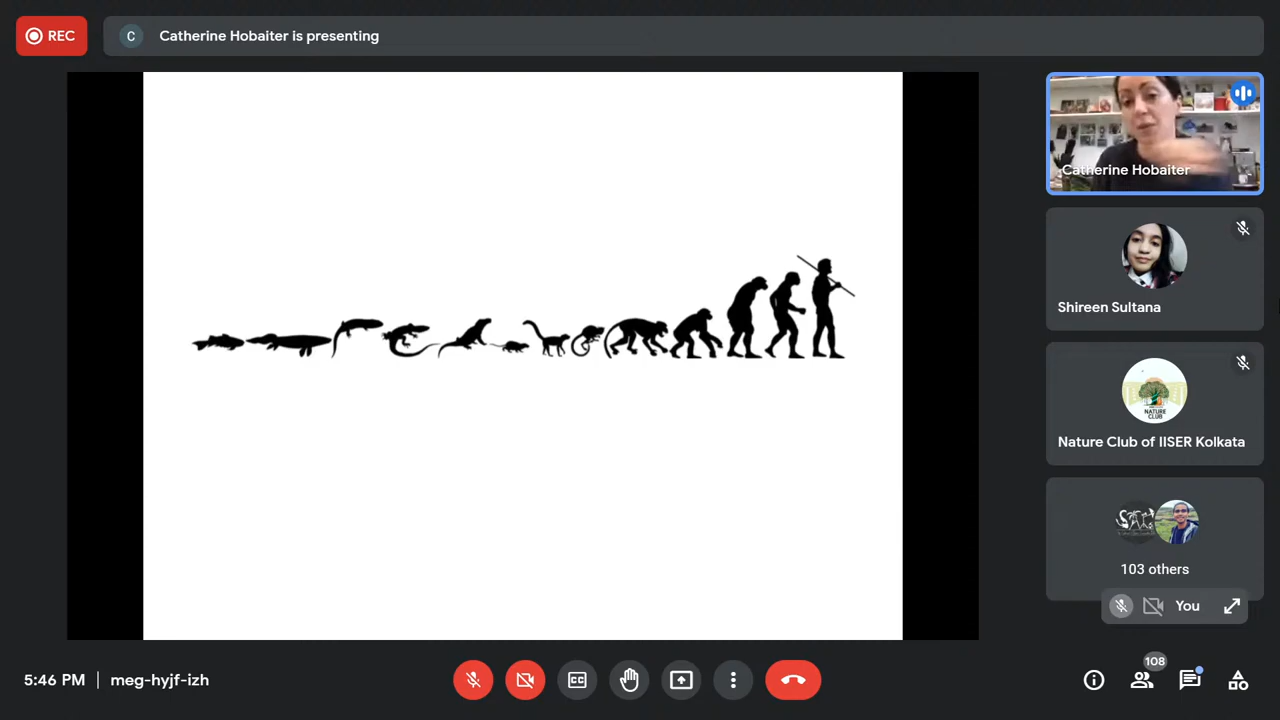 REC
C
Catherine Hobaiter is presenting
Catherine Hobaiter
Shireen Sultana
NATURE
CLUB
Nature Club of IISER Kolkata
103 others
You
5:46 PM
meg-hyjf-izh
CC
108